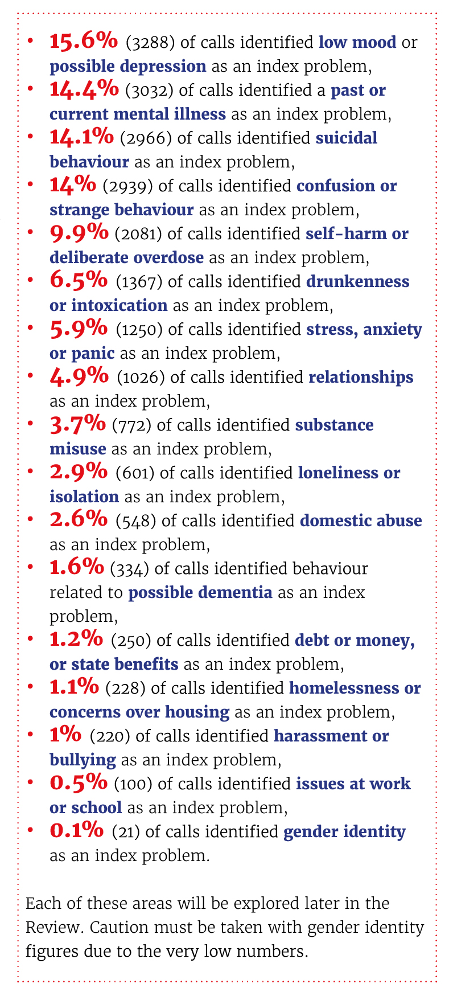 • 15.6% (3288) of calls identified low mood or
possible depression as an index problem,
• 14.4% (3032) of calls identified a past or
current mental illness as an index problem,
• 14.1% (2966) of calls identified suicidal
behaviour as an index problem,
• 14% (2939) of calls identified confusion or
strange behaviour as an index problem,
• 9.9% (2081) of calls identified self-harm or
deliberate overdose as an index problem,
• 6.5% (1367) of calls identified drunkenness
or intoxication as an index problem,
• 5.9% (1250) of calls identified stress, anxiety
or panic as an index problem,
• 4.9% (1026) of calls identified relationships
as an index problem,
• 3.7% (772) of calls identified substance
misuse as an index problem,
• 2.9% (601) of calls identified loneliness or
isolation as an index problem,
• 2.6% (548) of calls identified domestic abuse
as an index problem,
• 1.6% (334) of calls identified behaviour
related to possible dementia as an index
problem,
• 1.2% (250) of calls identified debt or money,
or state benefits as an index problem,
• 1.1% (228) of calls identified homelessness or
concerns over housing as an index problem,
• 1% (220) of calls identified harassment or
bullying as an index problem,
• 0.5% (100) of calls identified issues at work
or school as an index problem,
• 0.1% (21) of calls identified gender identity
as an index problem.
Each of these areas will be explored later in the
Review. Caution must be taken with gender identity
figures due to the very low numbers.